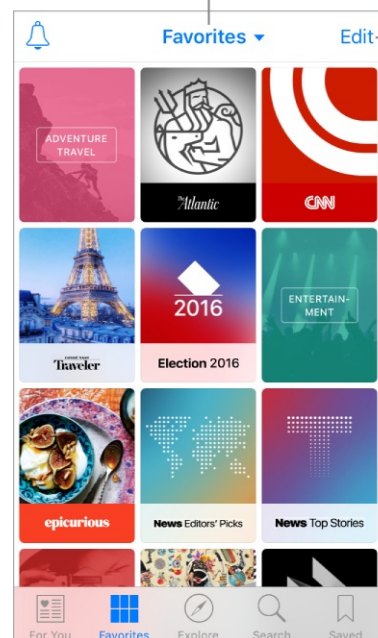 Favorites
Edit
ADVENTURE
TRAVEL
The Atlantic
CNN
Traveler
2016
Election 2016
ENTERTAIN-
MENT
epicurious
News Editors' Picks
News Top Stories
For You
Favorites
Explore
Search
Saved